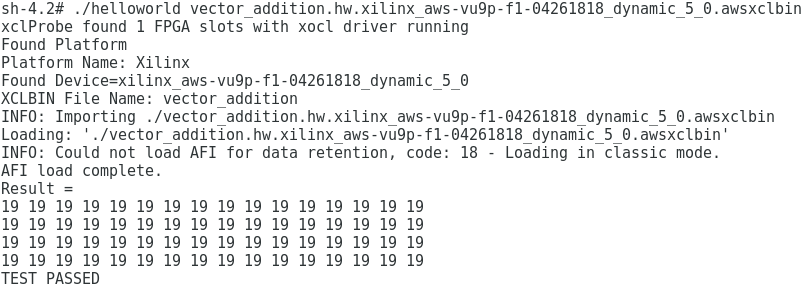 sh-4.2# ./helloworld vector_addition.hw.xilinx_aws-vu9p-f1-04261818_dynamic_5_0.awsxclbin
xclProbe found 1 FPGA slots with xocl driver running
Found Platform
Platform Name: Xilinx
Found Device=xilinx_aws-vu9p-f1-04261818_dynamic_5_0
XCLBIN File Name: vector_addition
INFO: Importing ./vector_addition.hw.xilinx_aws-vu9p-f1-04261818_dynamic_5_0.awsxclbin
Loading: './vector_addition.hw.xilinx_aws-vu9p-f1-04261818_dynamic_5_0.awsxclbin'
INFO: Could not load AFI for data retention, code: 18 - Loading in classic mode.
AFI load complete.
Result =
19 19 19 19 19 19 19 19 19 19 19 19 19 19 19 19
19 19 19 19 19 19 19 19 19 19 19 19 19 19 19 19
19 19 19 19 19 19 19 19 19 19 19 19 19 19 19 19
19 19 19 19 19 19 19 19 19 19 19 19 19 19 19 19
TEST PASSED